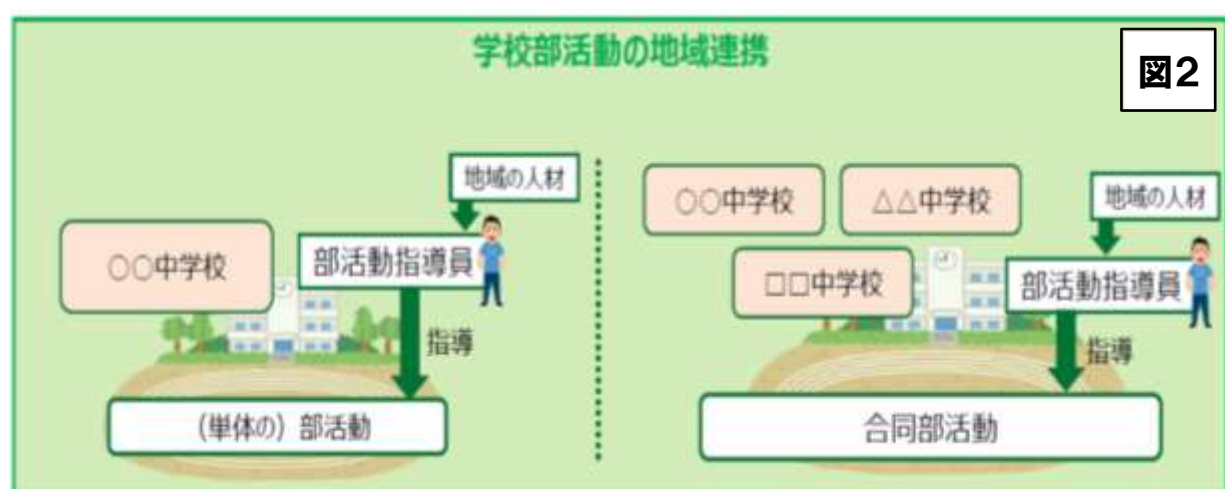 学校部活動の地域連携
図2
地域の人材
○○中学校
部活動指導員
指導
(単体の) 部活動
○○中学校
△△中学校
地域の人材
□□中学校
部活動指導員
指導
合同部活動